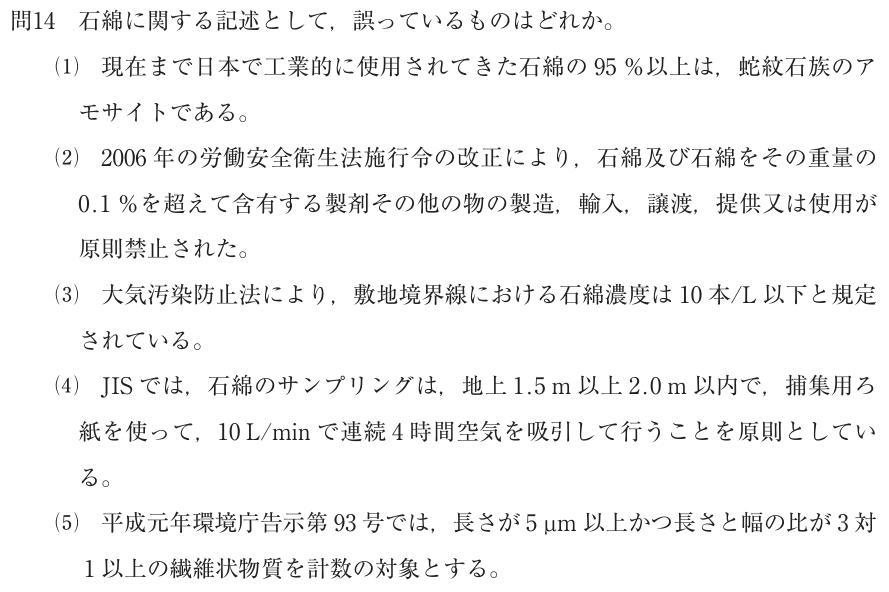 問14 石綿に関する記述として，誤っているものはどれか。
⑴ 現在まで日本で工業的に使用されてきた石綿の 95 %以上は，蛇紋石族のア
モサイトである。
⑵ 2006 年の労働安全衛生法施行令の改正により，石綿及び石綿をその重量の
0.1 %を超えて含有する製剤その他の物の製造，輸入，譲渡，提供又は使用が
原則禁止された。
⑶ 大気汚染防止法により，敷地境界線における石綿濃度は 10 本/L 以下と規定
されている。
⑷ JIS では，石綿のサンプリングは，地上 1.5 m 以上 2.0 m 以内で，捕集用ろ
紙を使って，10 L/min で連続 4 時間空気を吸引して行うことを原則としてい
る。
⑸ 平成元年環境庁告示第 93 号では，長さが 5 μm 以上かつ長さと幅の比が 3 対
1 以上の繊維状物質を計数の対象とする。